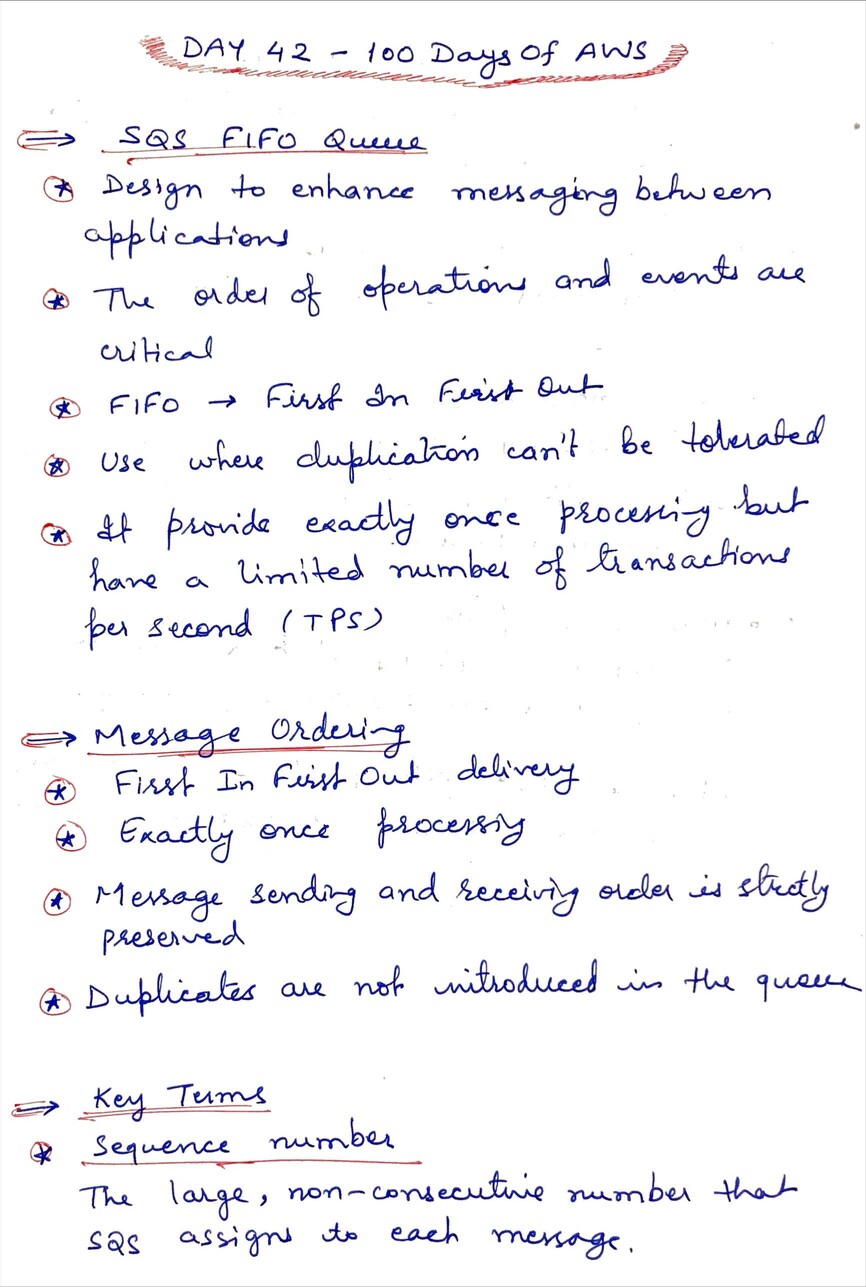 DAY 42 - 100 Days Of AWS
⇒ SQS FIFO Queue
* Design to enhance messaging between
applications
* The order of operations and events are
critical
* FIFO → First In First Out
* Use where duplication can't be tolerated
* It provide exactly once processing but
have a limited number of transactions
per second (TPS)
⇒ Message Ordering
* First In First Out delivery
* Exactly once processing
* Message sending and receiving order is strictly
preserved
* Duplicates are not introduced in the queue
⇒ Key Terms
* Sequence number
The large, non-consecutive number that
SQS assigns to each message.